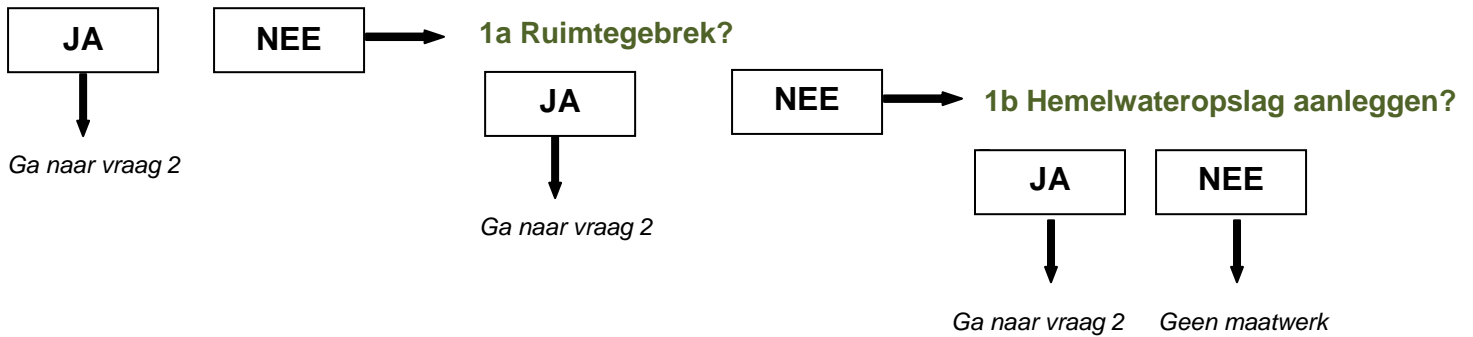 JA
NEE
1a Ruimtegebrek?
Ga naar vraag 2
JA
NEE
1b Hemelwateropslag aanleggen?
Ga naar vraag 2
JA
NEE
Ga naar vraag 2
Geen maatwerk